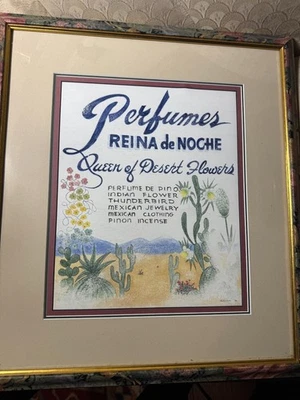 Perfumes
REINA de NOCHE
Queen of Desert Flowers
PERFUME DE PINO
INDIAN FLOWER
THUNDERBIRD
MEXICAN JEWELRY
MEXICAN CLOTHING
PINON INCENSE